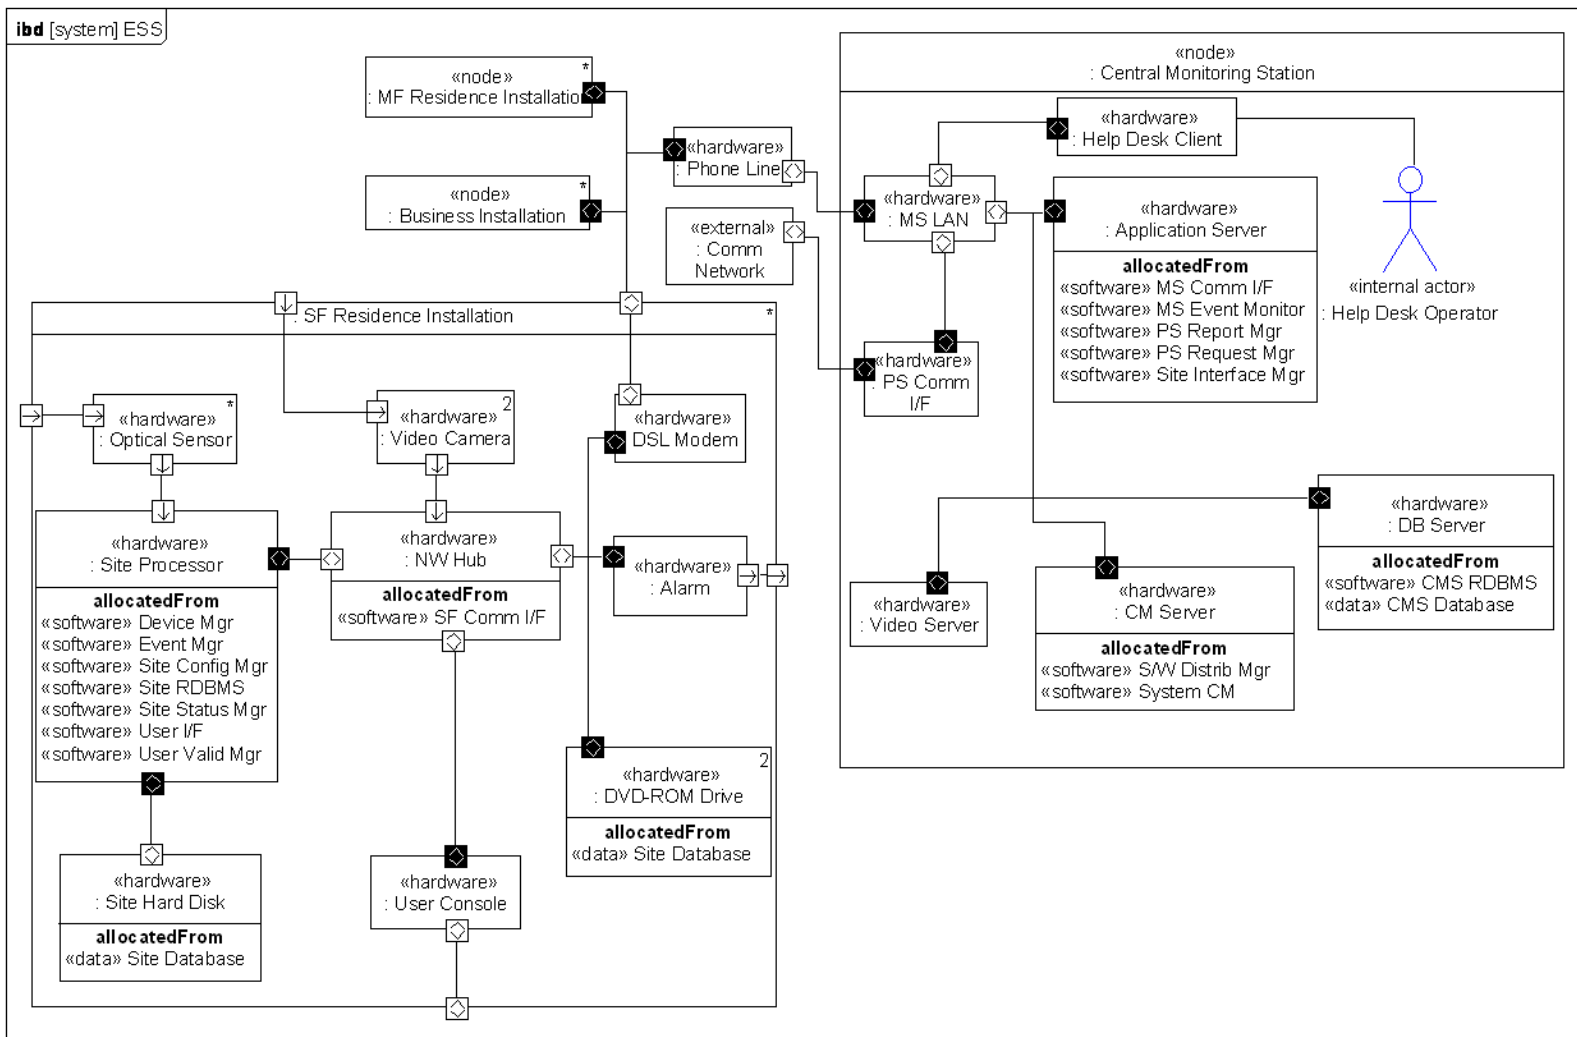 ibd [system] ESS
«node»
*
: MF Residence Installatio
«node»
*
: Business Installation
«hardware»
: Phone Line
«external»
: Comm
Network
«node»
: Central Monitoring Station
«hardware»
: Help Desk Client
«hardware»
: MS LAN
«hardware»
: Application Server
allocatedFrom
«software» MS Comm I/F
«software» MS Event Monitor
«software» PS Report Mgr
«software» PS Request Mgr
«software» Site Interface Mgr
«internal actor»
: Help Desk Operator
«hardware»
: PS Comm
I/F
«hardware»
: DB Server
allocatedFrom
«software» CMS RDBMS
«data» CMS Database
«hardware»
: Video Server
«hardware»
: CM Server
allocatedFrom
«software» S/W Distrib Mgr
«software» System CM
: SF Residence Installation
*
«hardware»
*
: Optical Sensor
«hardware»
2
: Video Camera
«hardware»
: DSL Modem
«hardware»
: Site Processor
allocatedFrom
«software» Device Mgr
«software» Event Mgr
«software» Site Config Mgr
«software» Site RDBMS
«software» Site Status Mgr
«software» User I/F
«software» User Valid Mgr
«hardware»
: NW Hub
allocatedFrom
«software» SF Comm I/F
«hardware»
: Alarm
2
«hardware»
: DVD-ROM Drive
allocatedFrom
«data» Site Database
«hardware»
: Site Hard Disk
allocatedFrom
«data» Site Database
«hardware»
: User Console